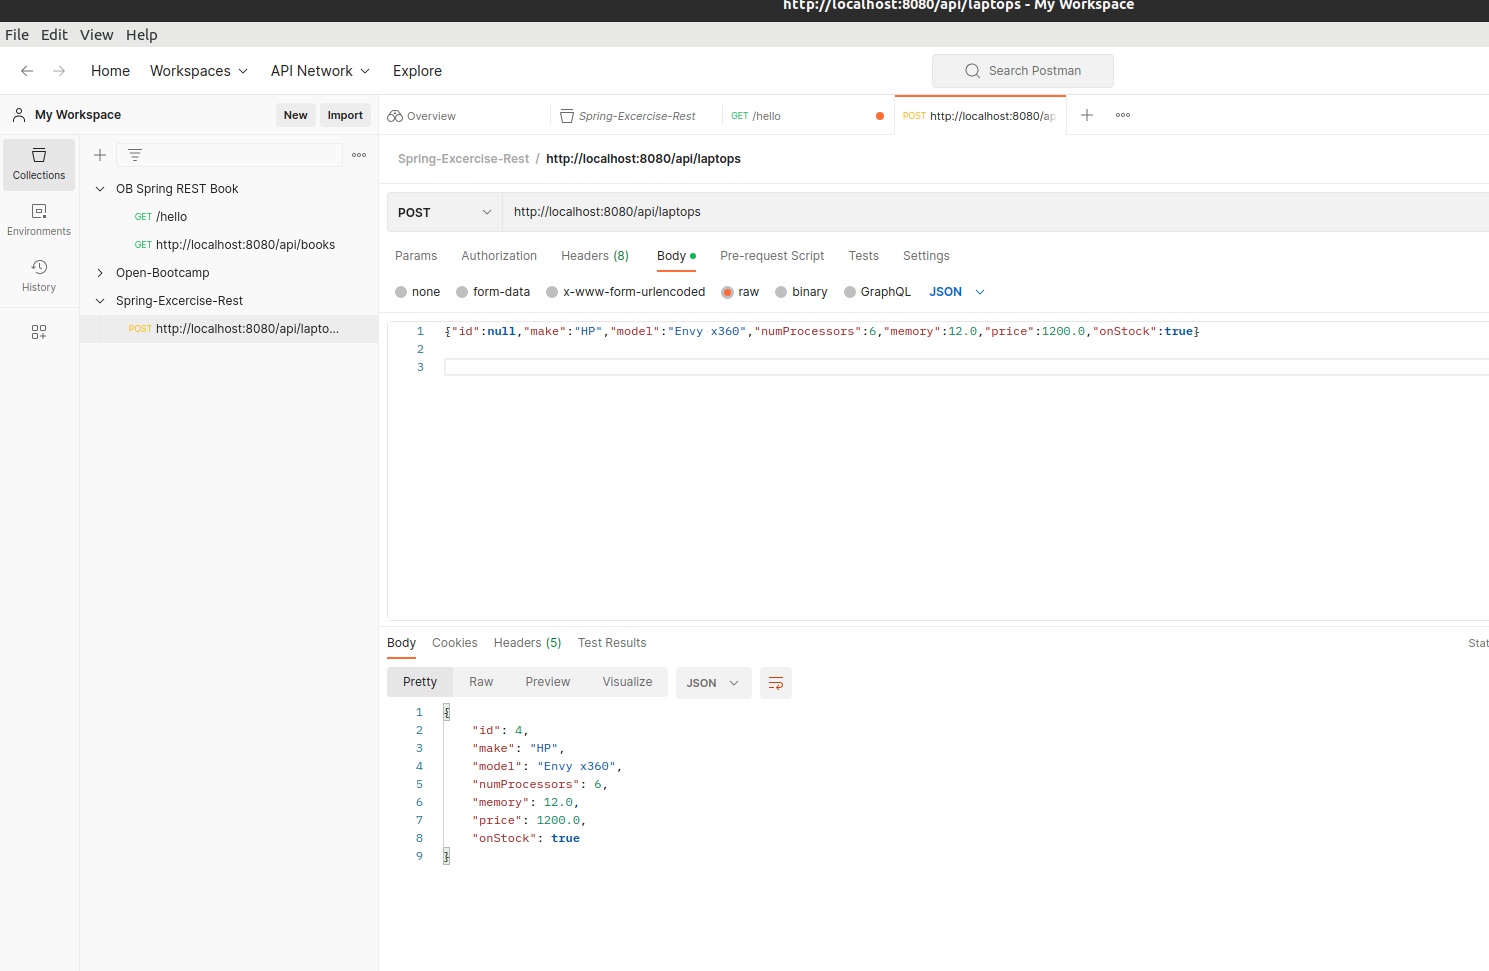 http://localhost:8080/api/laptops - My Workspace
File Edit View Help
Home Workspaces API Network Explore Search Postman
My Workspace New Import
Overview Spring-Excercise-Rest GET /hello POST http://localhost:8080/ap
Collections
Environments
History
OB Spring REST Book
GET /hello
GET http://localhost:8080/api/books
Open-Bootcamp
Spring-Excercise-Rest
POST http://localhost:8080/api/lapto...
Spring-Excercise-Rest / http://localhost:8080/api/laptops
POST http://localhost:8080/api/laptops
Params Authorization Headers (8) Body Pre-request Script Tests Settings
none form-data x-www-form-urlencoded raw binary GraphQL JSON
1 {"id":null,"make":"HP","model":"Envy x360","numProcessors":6,"memory":12.0,"price":1200.0,"onStock":true}
2
3
Body Cookies Headers (5) Test Results Stat
Pretty Raw Preview Visualize JSON
1 {
2 "id": 4,
3 "make": "HP",
4 "model": "Envy x360",
5 "numProcessors": 6,
6 "memory": 12.0,
7 "price": 1200.0,
8 "onStock": true
9 }